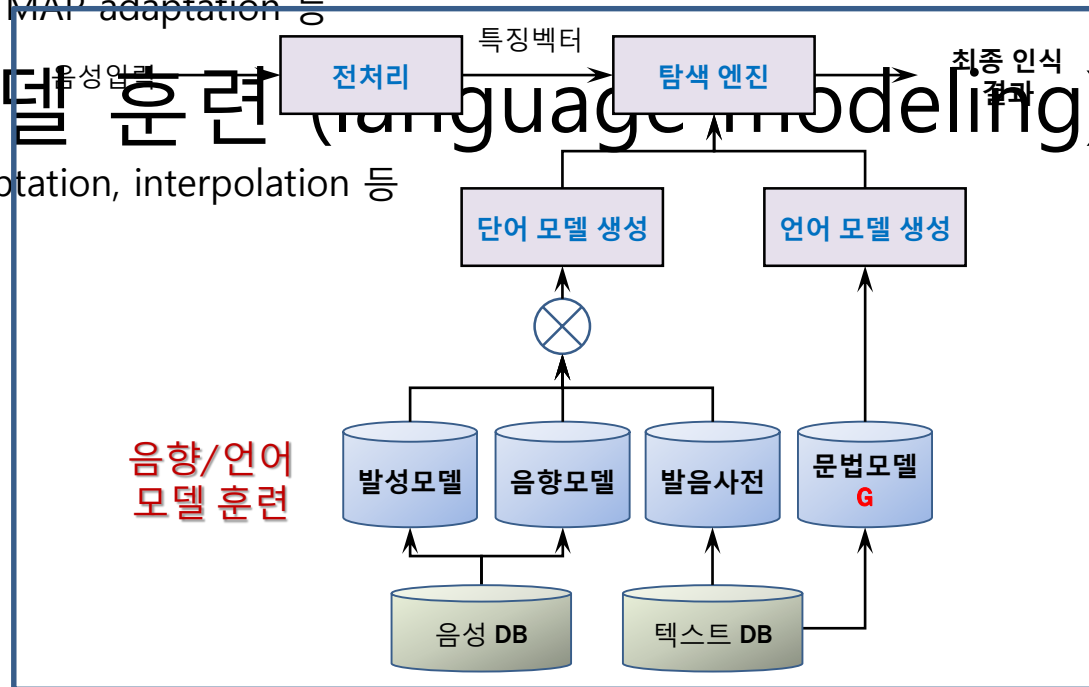 MAP adaptation 등
특징벡터
음성입력
전처리
탐색 엔진
최종 인식
결과
델 훈련 (language modeling)
ptation, interpolation 등
단어 모델 생성
언어 모델 생성
음향/언어
모델 훈련
발성모델
음향모델
발음사전
문법모델
G
음성 DB
텍스트 DB